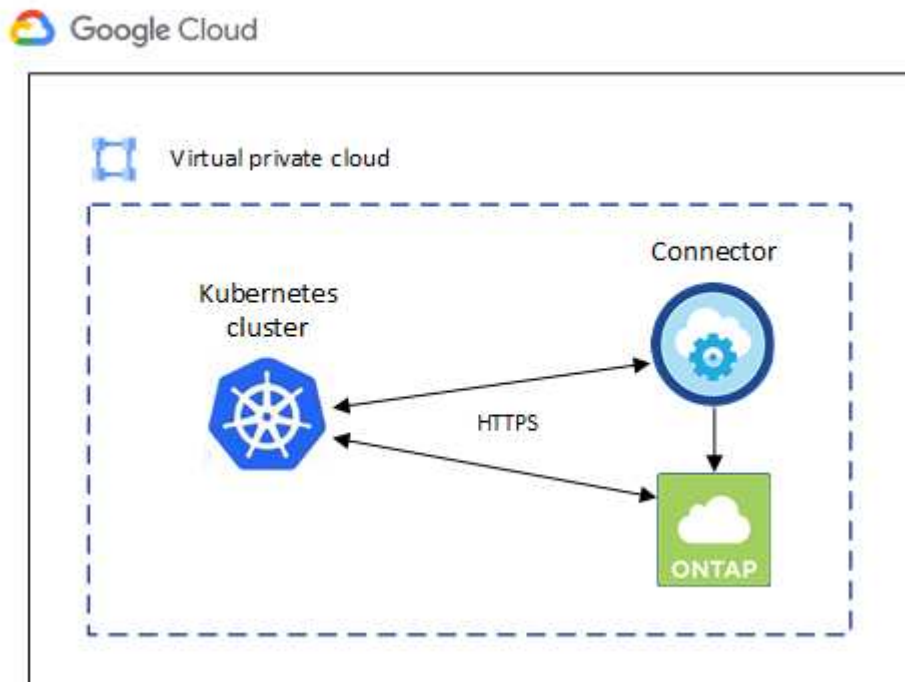 Google Cloud
Virtual private cloud
Connector
Kubernetes
cluster
HTTPS
ONTAP